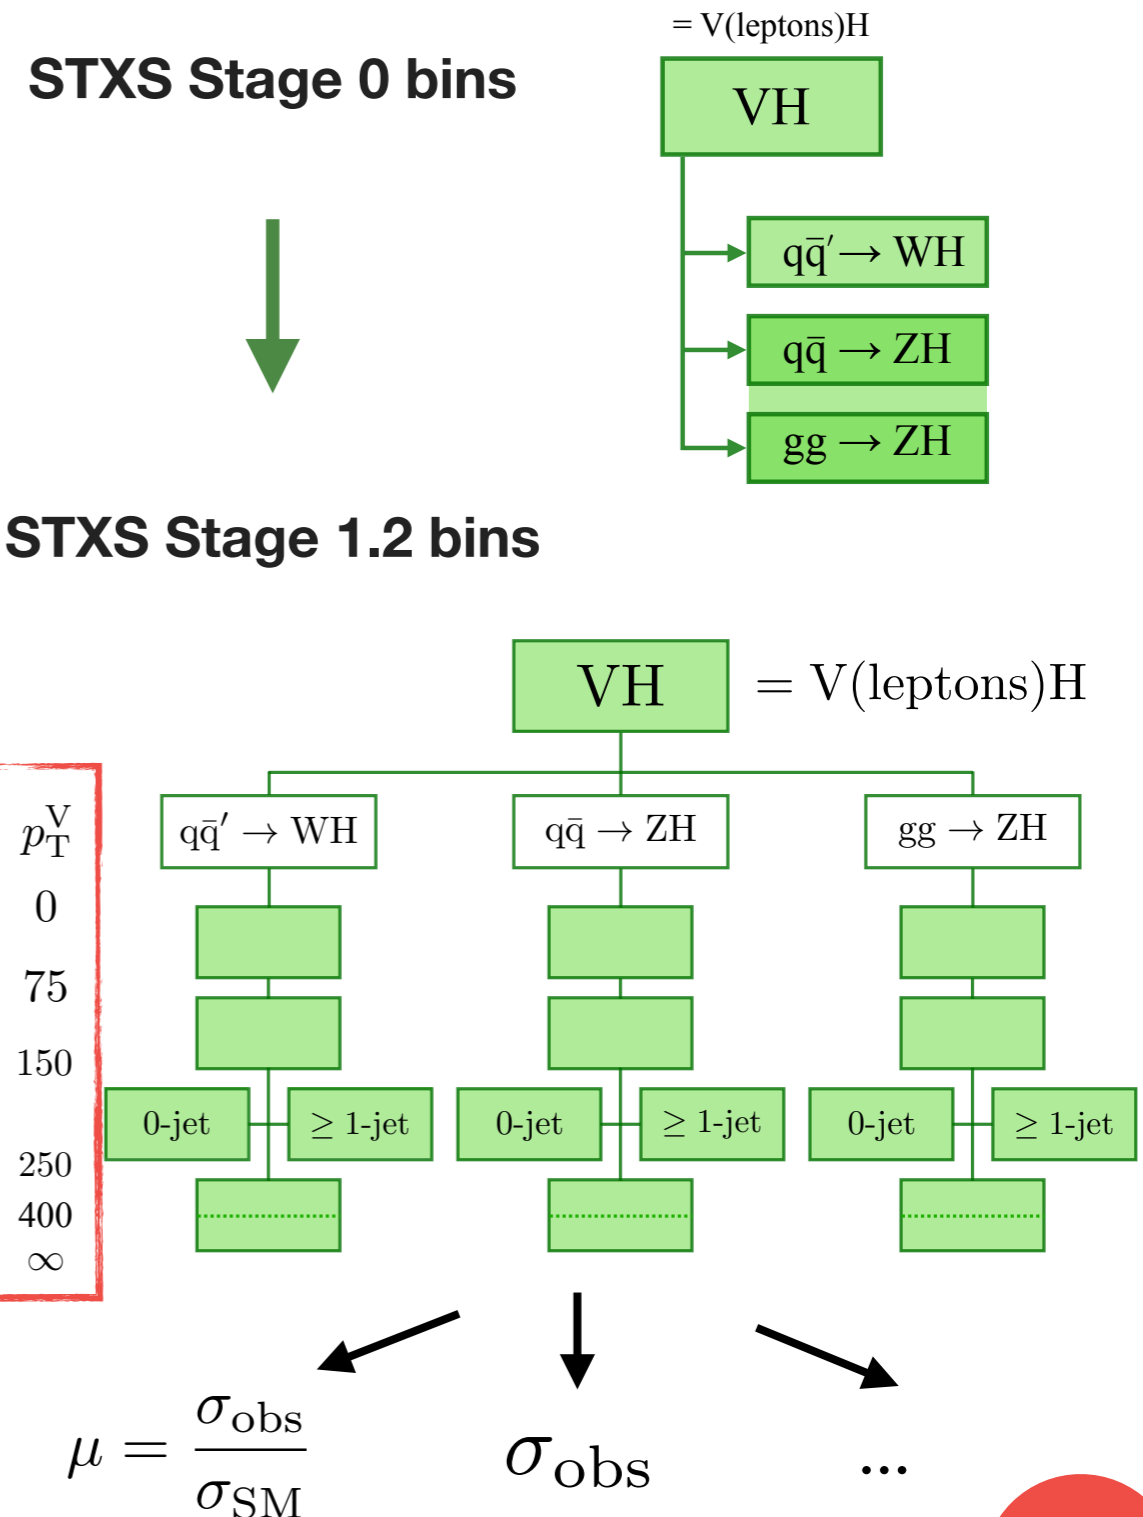 = V(leptons)H
STXS Stage 0 bins
VH
qq̄′ → WH
qq̄ → ZH
gg → ZH
STXS Stage 1.2 bins
VH = V(leptons)H
p_T^V
qq̄′ → WH
qq̄ → ZH
gg → ZH
0
75
150
0-jet ≥ 1-jet 0-jet ≥ 1-jet 0-jet ≥ 1-jet
250
400
∞
μ = σ_obs / σ_SM
σ_obs
...